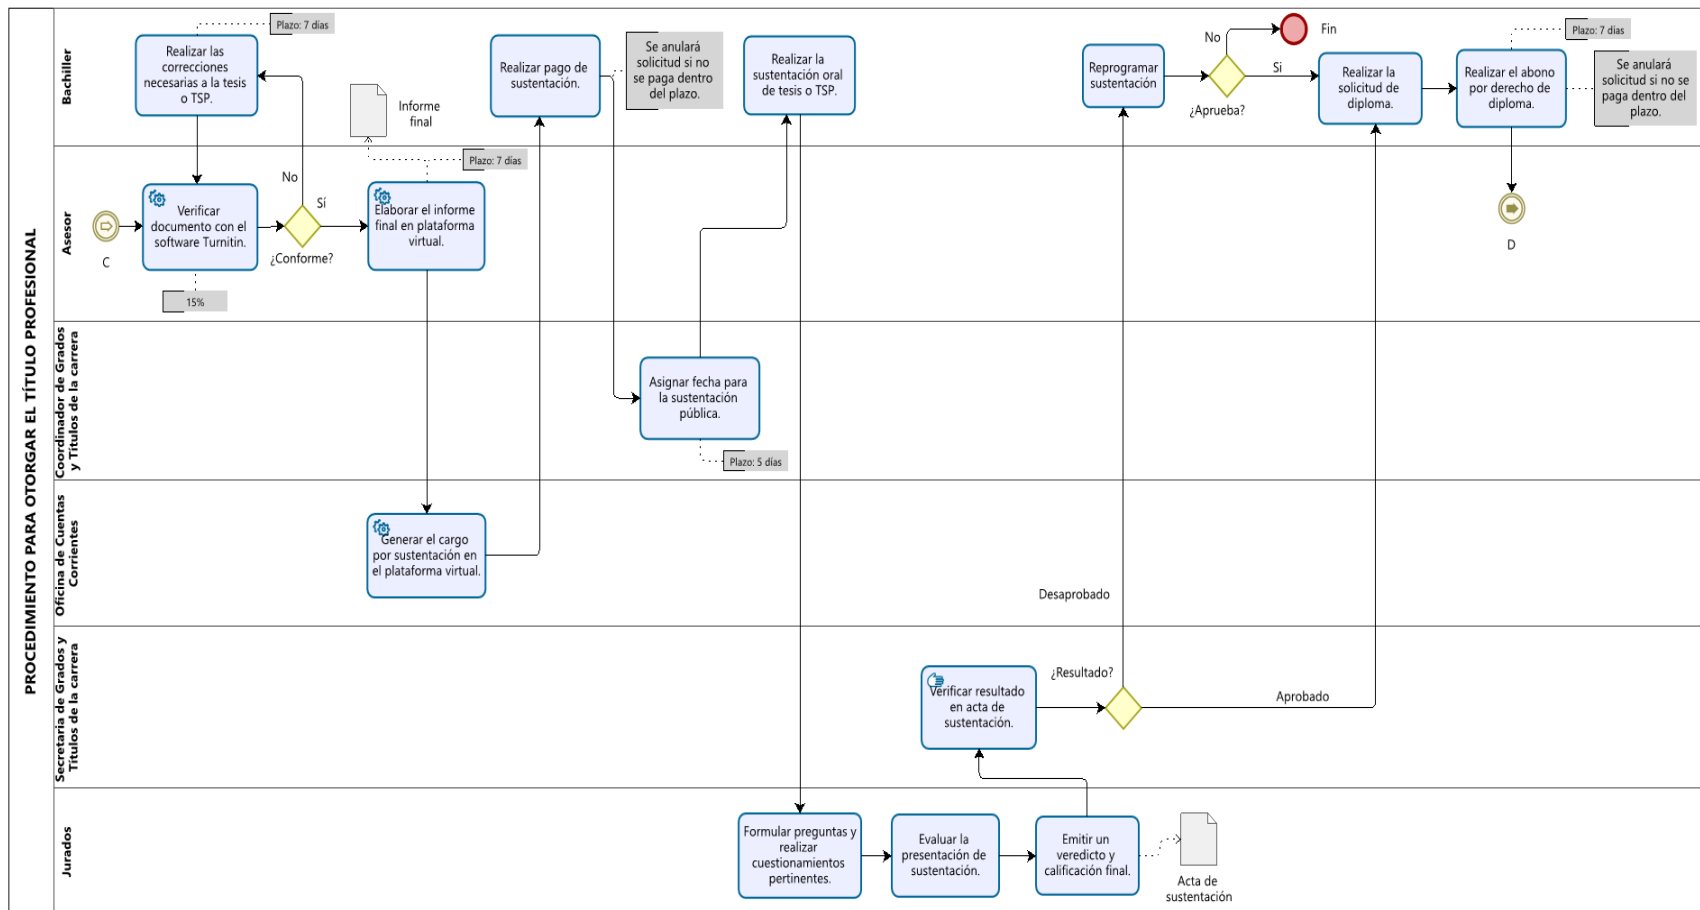 PROCEDIMIENTO PARA OTORGAR EL TÍTULO PROFESIONAL
Bachiller
Plazo: 7 días
Realizar las
correcciones
necesarias a la tesis
o TSP.
Informe
final
Realizar pago de
sustentación.
Se anulará
solicitud si no
se paga dentro
del plazo.
Realizar la
sustentación oral
de tesis o TSP.
Reprogramar
sustentación
No
Fin
Si
¿Aprueba?
Realizar la
solicitud de
diploma.
Plazo: 7 días
Realizar el abono
por derecho de
diploma.
Se anulará
solicitud si no se
paga dentro del
plazo.
Asesor
C
Verificar
documento con el
software Turnitin.
15%
No
Sí
¿Conforme?
Plazo: 7 días
Elaborar el informe
final en plataforma
virtual.
D
Coordinador de Grados
y Títulos de la carrera
Asignar fecha para
la sustentación
pública.
Plazo: 5 días
Oficina de Cuentas
Corrientes
Generar el cargo
por sustentación en
el plataforma virtual.
Desaprobado
Secretaria de Grados y
Títulos de la carrera
Verificar resultado
en acta de
sustentación.
¿Resultado?
Aprobado
Jurados
Formular preguntas y
realizar
cuestionamientos
pertinentes.
Evaluar la
presentación de
sustentación.
Emitir un
veredicto y
calificación final.
Acta de
sustentación